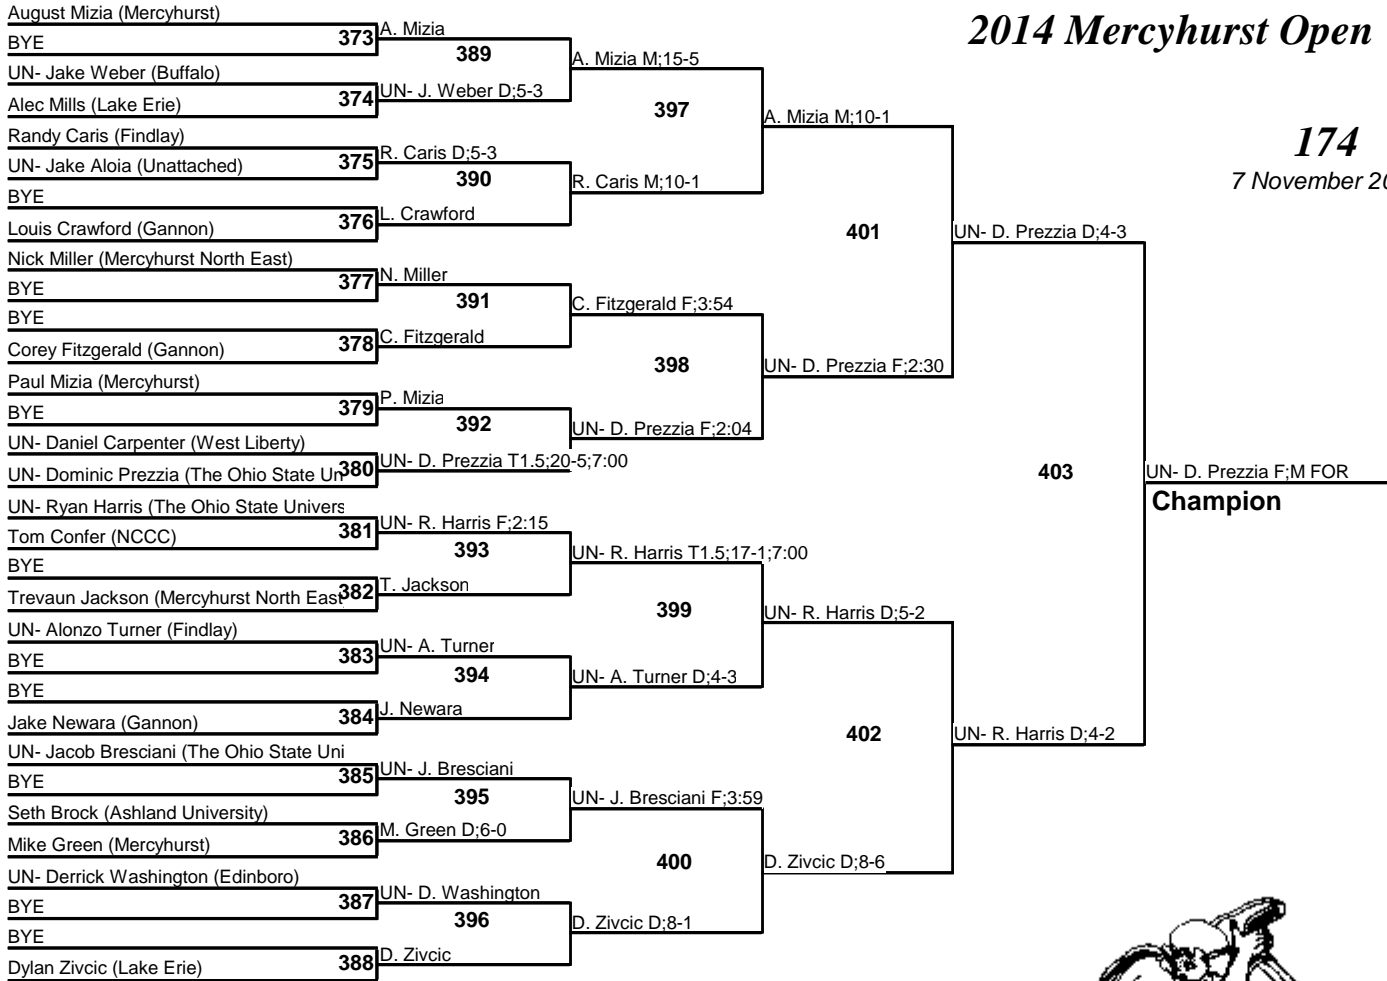 2014 Mercyhurst Open
174
7 November 20
August Mizia (Mercyhurst)
BYE
UN- Jake Weber (Buffalo)
Alec Mills (Lake Erie)
Randy Caris (Findlay)
UN- Jake Aloia (Unattached)
BYE
Louis Crawford (Gannon)
Nick Miller (Mercyhurst North East)
BYE
BYE
Corey Fitzgerald (Gannon)
Paul Mizia (Mercyhurst)
BYE
UN- Daniel Carpenter (West Liberty)
UN- Dominic Prezzia (The Ohio State Un
UN- Ryan Harris (The Ohio State Univers
Tom Confer (NCCC)
BYE
Trevaun Jackson (Mercyhurst North East
UN- Alonzo Turner (Findlay)
BYE
BYE
Jake Newara (Gannon)
UN- Jacob Bresciani (The Ohio State Uni
BYE
Seth Brock (Ashland University)
Mike Green (Mercyhurst)
UN- Derrick Washington (Edinboro)
BYE
BYE
Dylan Zivcic (Lake Erie)
373
374
375
376
377
378
379
380
381
382
383
384
385
386
387
388
A. Mizia
UN- J. Weber D;5-3
R. Caris D;5-3
L. Crawford
N. Miller
C. Fitzgerald
P. Mizia
UN- D. Prezzia T1.5;20-5;7:00
UN- R. Harris F;2:15
T. Jackson
UN- A. Turner
J. Newara
UN- J. Bresciani
M. Green D;6-0
UN- D. Washington
D. Zivcic
389
390
391
392
393
394
395
396
A. Mizia M;15-5
R. Caris M;10-1
C. Fitzgerald F;3:54
UN- D. Prezzia F;2:04
UN- R. Harris T1.5;17-1;7:00
UN- A. Turner D;4-3
UN- J. Bresciani F;3:59
D. Zivcic D;8-1
397
398
399
400
A. Mizia M;10-1
UN- D. Prezzia F;2:30
UN- R. Harris D;5-2
D. Zivcic D;8-6
401
402
UN- D. Prezzia D;4-3
UN- R. Harris D;4-2
403
UN- D. Prezzia F;M FOR
Champion